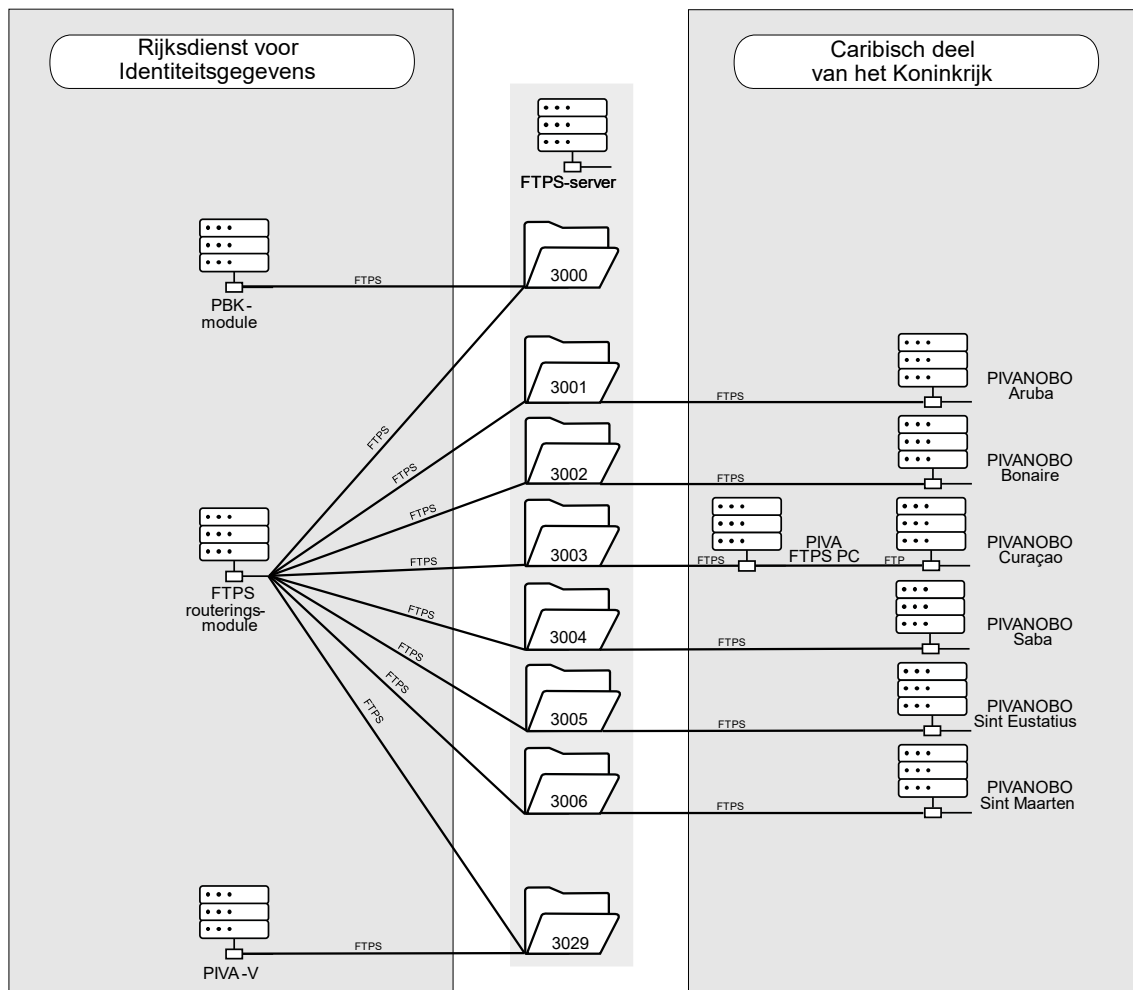 Rijksdienst voor
Identiteitsgegevens
Caribisch deel
van het Koninkrijk
FTPS-server
PBK-
module
FTPS
3000
3001
FTPS
PIVANOBO
Aruba
FTPS
FTPS
3002
FTPS
PIVANOBO
Bonaire
FTPS
FTPS
routerings-
module
FTPS
3003
FTPS
PIVA
FTPS PC
FTP
PIVANOBO
Curaçao
FTPS
3004
FTPS
PIVANOBO
Saba
FTPS
3005
FTPS
PIVANOBO
Sint Eustatius
FTPS
3006
FTPS
PIVANOBO
Sint Maarten
FTPS
PIVA-V
FTPS
3029